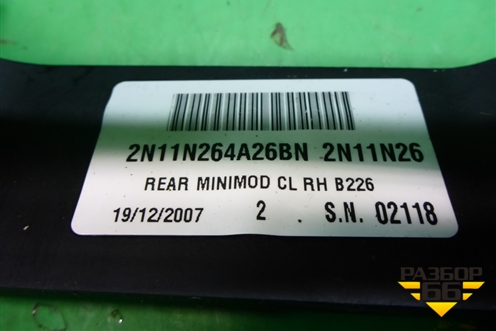 2N11N264A26BN 2N11N26
REAR MINIMOD CL RH B226
19/12/2007 2 S.N. 02118
РАЗБОР
66